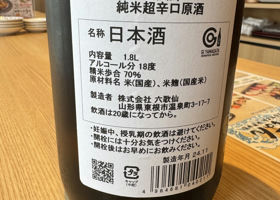 純米超辛口原酒
名称 日本酒
内容量：1.8L
アルコール分 18度
精米歩合 70%
原材料名 米(国産)、米麹(国産米)
製造者 株式会社 六歌仙
山形県東根市温泉町3-17-7
飲酒は20歳になってから。
・妊娠中、授乳期の飲酒は避けてください。
・開栓には十分お気をつけください。
・開栓後はお早めにお飲みください。
製造年月 24.11